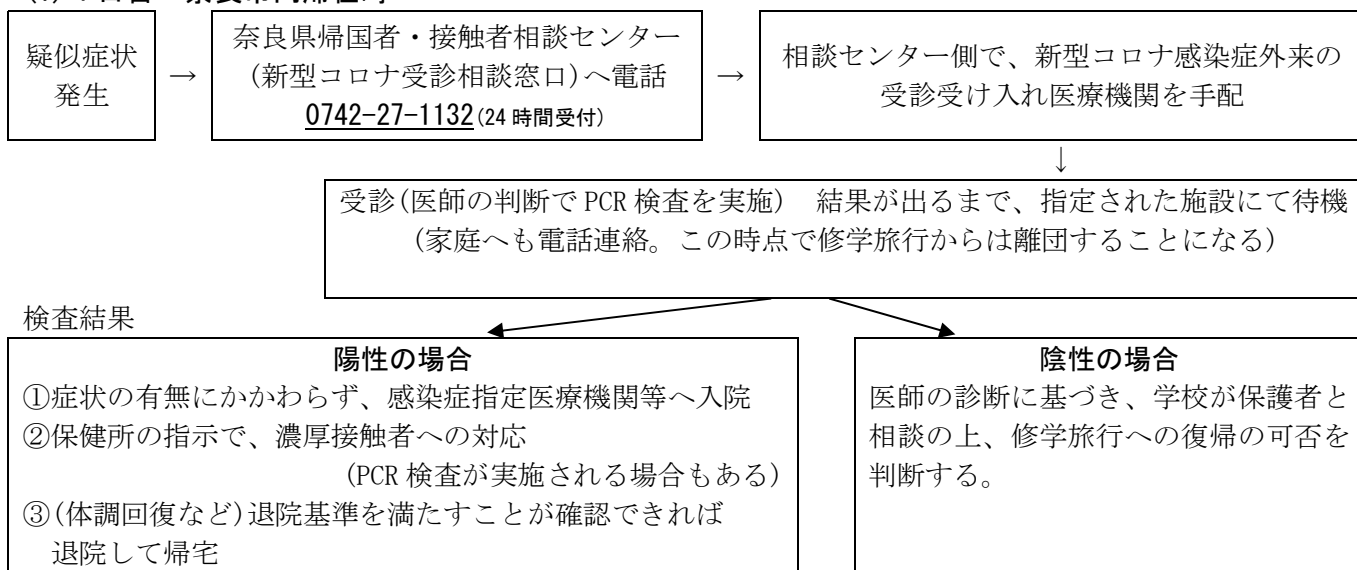 疑似症状
発生
→
奈良県帰国者・接触者相談センター
(新型コロナ受診相談窓口)へ電話
0742-27-1132(24時間受付)
→
相談センター側で、新型コロナ感染症外来の
受診受け入れ医療機関を手配
↓
受診(医師の判断でPCR検査を実施) 結果が出るまで、指定された施設にて待機
(家庭へも電話連絡。この時点で修学旅行からは離団することになる)
検査結果
陽性の場合
①症状の有無にかかわらず、感染症指定医療機関等へ入院
②保健所の指示で、濃厚接触者への対応
(PCR検査が実施される場合もある)
③(体調回復など)退院基準を満たすことが確認できれば
退院して帰宅
陰性の場合
医師の診断に基づき、学校が保護者と
相談の上、修学旅行への復帰の可否を
判断する。